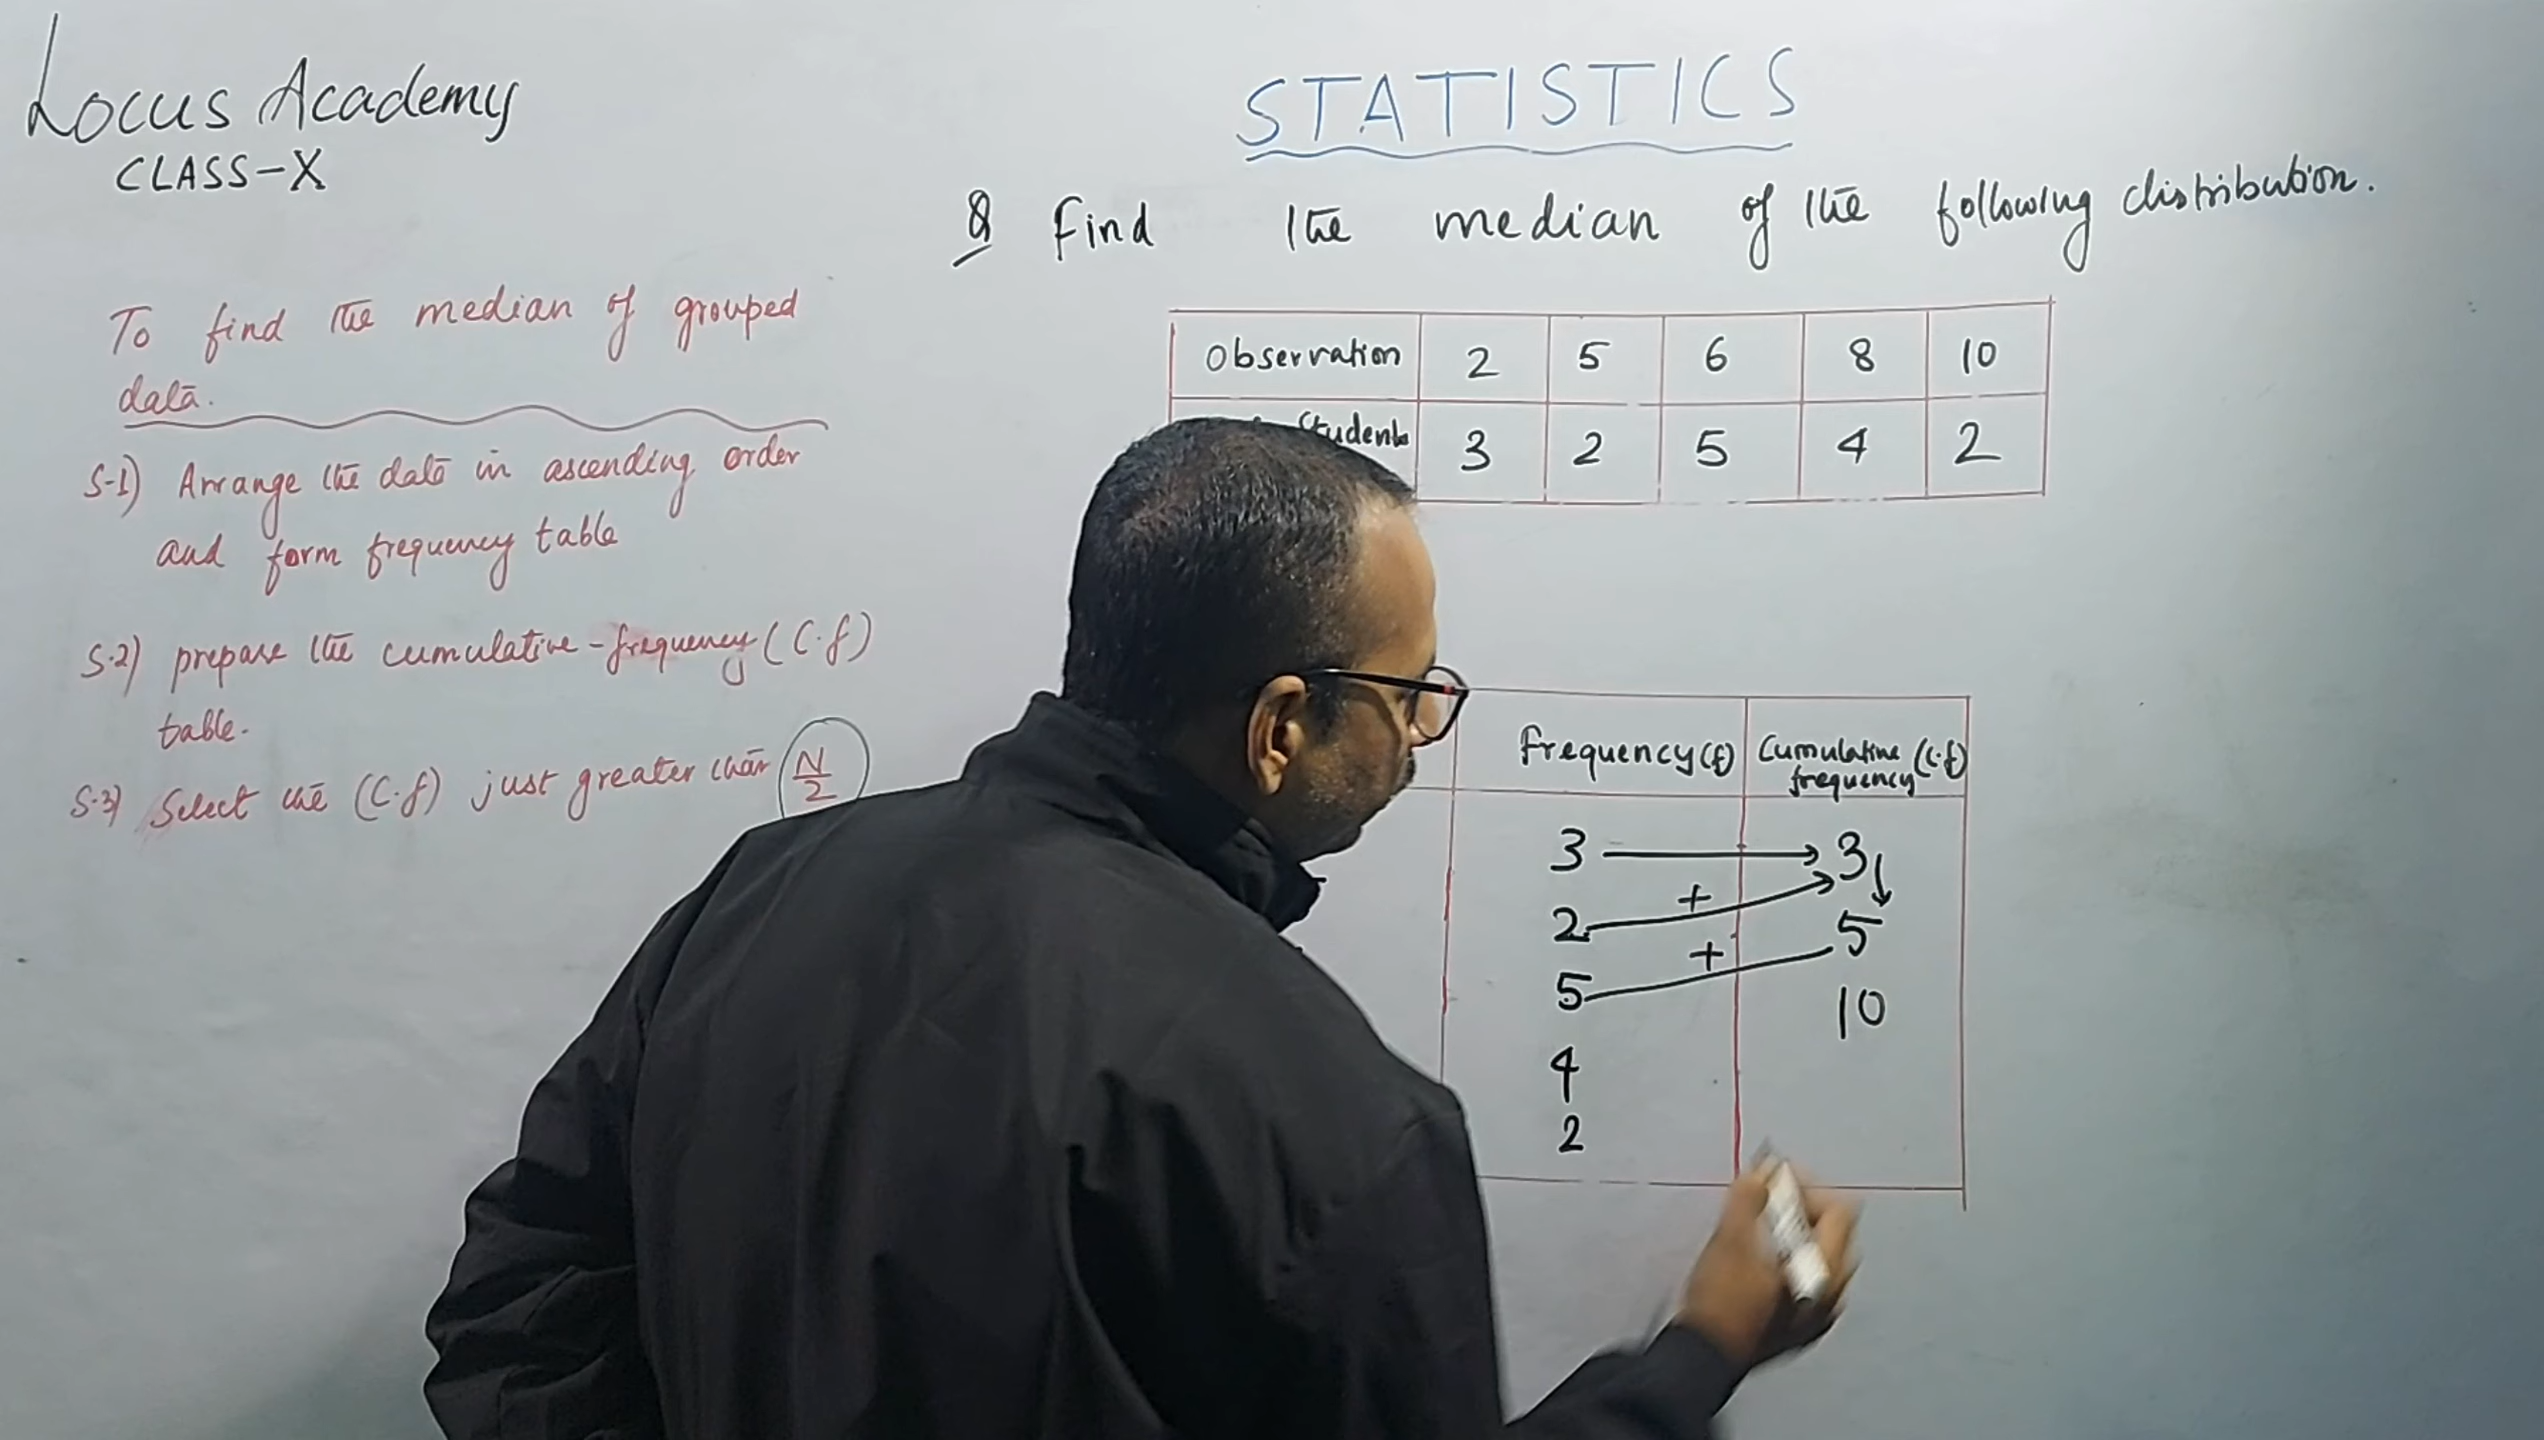 Locus Academy
CLASS-X
STATISTICS
Q Find the median of the following distribution.
To find the median of grouped
data.
S-1) Arrange the data in ascending order
and form frequency table
S-2) prepare the cumulative-frequency (C.f)
table.
S-3) Select the (C.f) just greater than N/2
Observation 2 5 6 8 10
Students 3 2 5 4 2
Frequency(f) Cumulative frequency (C.f)
3 → 3
2 + 5
5 + 10
4
2